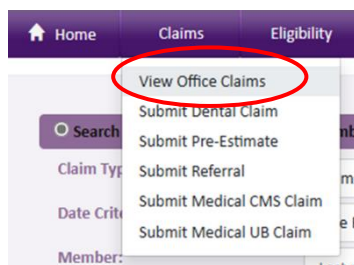 Home Claims Eligibility
View Office Claims
Submit Dental Claim
Search
Submit Pre-Estimate
Claim Typ
Submit Referral
Submit Medical CMS Claim
Date Crite
Submit Medical UB Claim
Member: